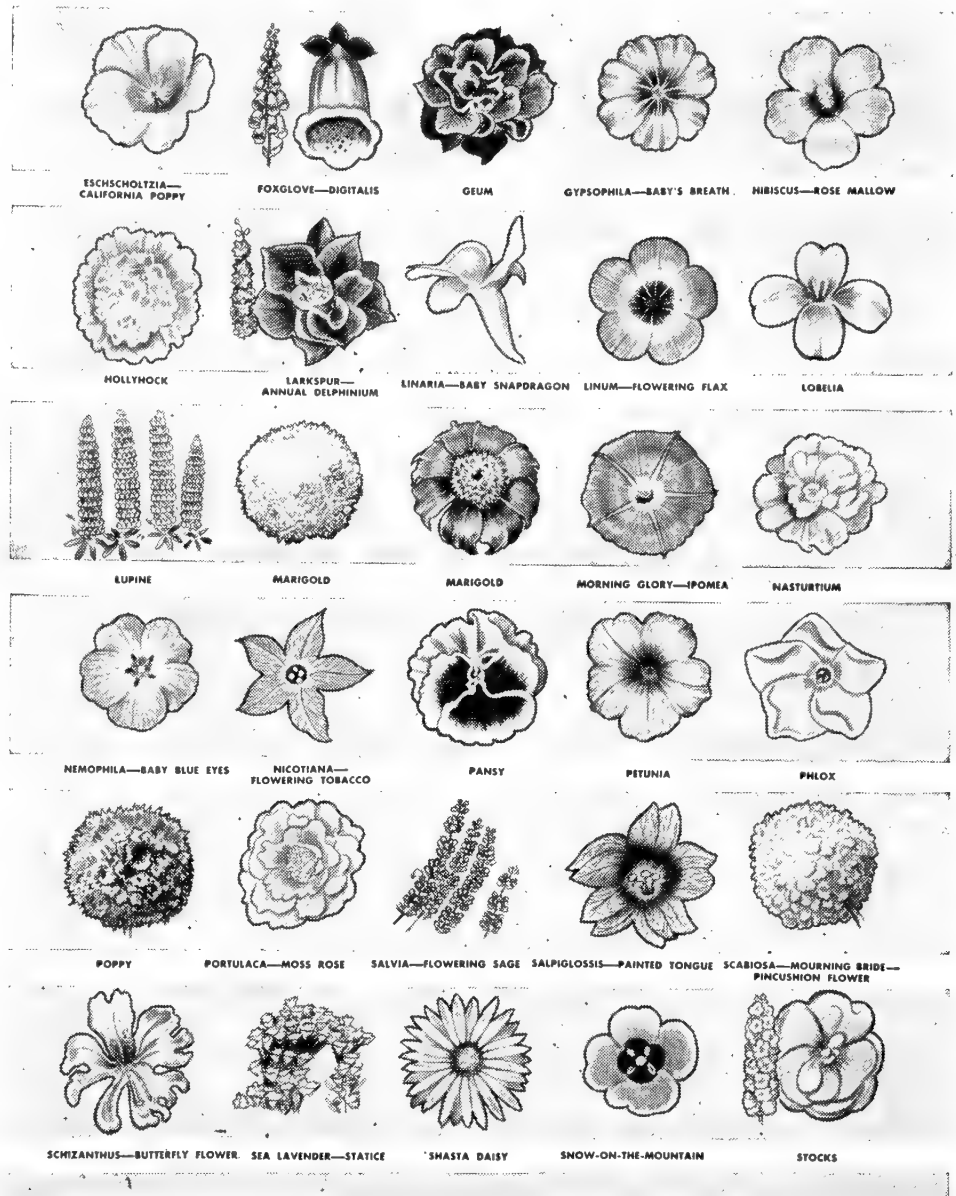 ESCHSCHOLTZIA—
CALIFORNIA POPPY
FOXGLOVE—DIGITALIS
GEUM
GYPSOPHILA—BABY'S BREATH
HIBISCUS—ROSE MALLOW
HOLLYHOCK
LARKSPUR—
ANNUAL DELPHINIUM
LINARIA—BABY SNAPDRAGON
LINUM—FLOWERING FLAX
LOBELIA
LUPINE
MARIGOLD
MARIGOLD
MORNING GLORY—IPOMEA
NASTURTIUM
NEMOPHILA—BABY BLUE EYES
NICOTIANA—
FLOWERING TOBACCO
PANSY
PETUNIA
PHLOX
POPPY
PORTULACA—MOSS ROSE
SALVIA—FLOWERING SAGE
SALPIGLOSSIS—PAINTED TONGUE
SCABIOSA—MOURNING BRIDE—
PINCUSHION FLOWER
SCHIZANTHUS—BUTTERFLY FLOWER
SEA LAVENDER—STATICE
SHASTA DAISY
SNOW-ON-THE-MOUNTAIN
STOCKS